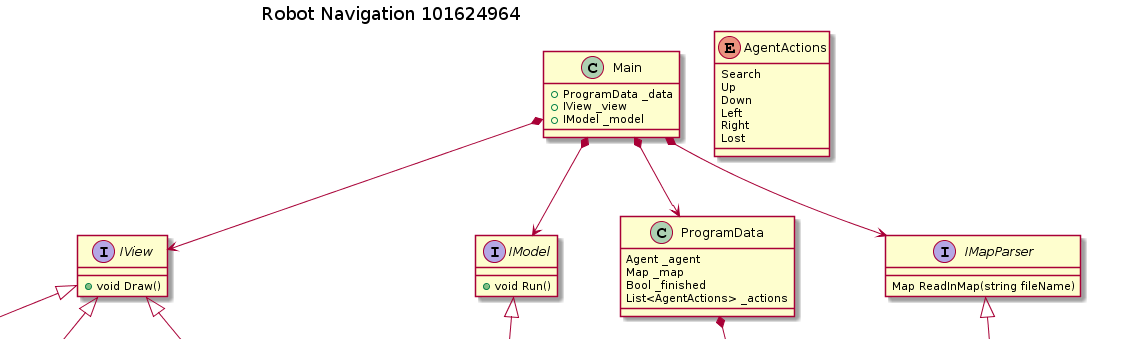 Robot Navigation 101624964
C Main
ProgramData _data
IView _view
IModel _model
E AgentActions
Search
Up
Down
Left
Right
Lost
I IView
void Draw()
I IModel
void Run()
C ProgramData
Agent _agent
Map _map
Bool _finished
List<AgentActions> _actions
I IMapParser
Map ReadInMap(string fileName)